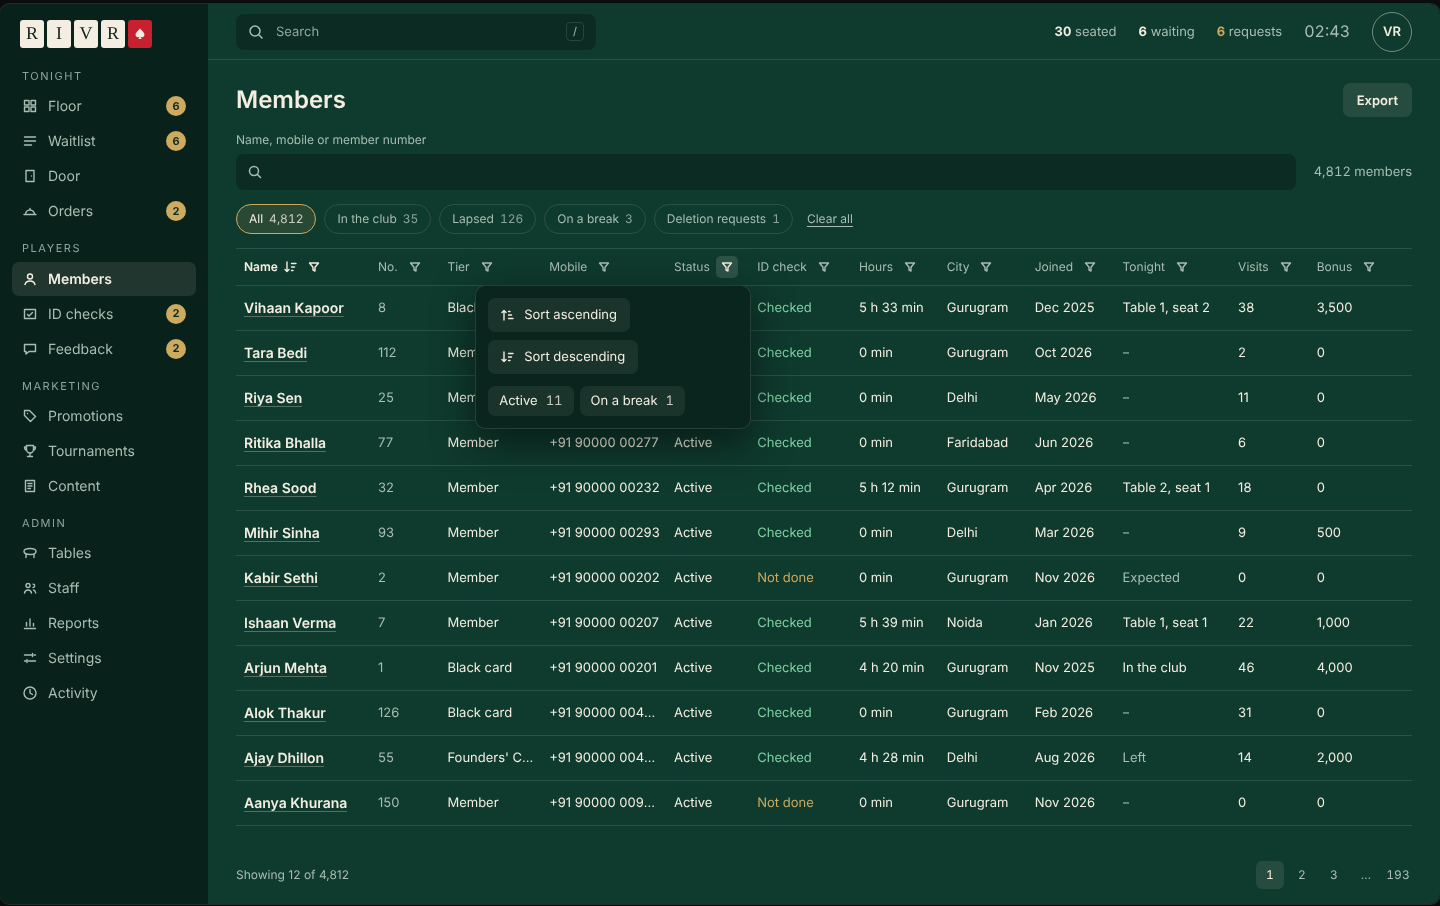 RIVR
Search /
30 seated 6 waiting 6 requests 02:43 VR
TONIGHT
Floor 6
Waitlist 6
Door
Orders 2
PLAYERS
Members
ID checks 2
Feedback 2
MARKETING
Promotions
Tournaments
Content
ADMIN
Tables
Staff
Reports
Settings
Activity
Members
Export
Name, mobile or member number
4,812 members
All 4,812 In the club 35 Lapsed 126 On a break 3 Deletion requests 1 Clear all
Name No. Tier Mobile Status ID check Hours City Joined Tonight Visits Bonus
Vihaan Kapoor 8 Blac Checked 5 h 33 min Gurugram Dec 2025 Table 1, seat 2 38 3,500
Tara Bedi 112 Mem Checked 0 min Gurugram Oct 2026 – 2 0
Riya Sen 25 Mem Checked 0 min Delhi May 2026 – 11 0
Ritika Bhalla 77 Member +91 90000 00277 Active Checked 0 min Faridabad Jun 2026 – 6 0
Rhea Sood 32 Member +91 90000 00232 Active Checked 5 h 12 min Gurugram Apr 2026 Table 2, seat 1 18 0
Mihir Sinha 93 Member +91 90000 00293 Active Checked 0 min Delhi Mar 2026 – 9 500
Kabir Sethi 2 Member +91 90000 00202 Active Not done 0 min Gurugram Nov 2026 Expected 0 0
Ishaan Verma 7 Member +91 90000 00207 Active Checked 5 h 39 min Noida Jan 2026 Table 1, seat 1 22 1,000
Arjun Mehta 1 Black card +91 90000 00201 Active Checked 4 h 20 min Gurugram Nov 2025 In the club 46 4,000
Alok Thakur 126 Black card +91 90000 004... Active Checked 0 min Gurugram Feb 2026 – 31 0
Ajay Dhillon 55 Founders' C... +91 90000 004... Active Checked 4 h 28 min Delhi Aug 2026 Left 14 2,000
Aanya Khurana 150 Member +91 90000 009... Active Not done 0 min Gurugram Nov 2026 – 0 0
Sort ascending
Sort descending
Active 11 On a break 1
Showing 12 of 4,812
1 2 3 ... 193